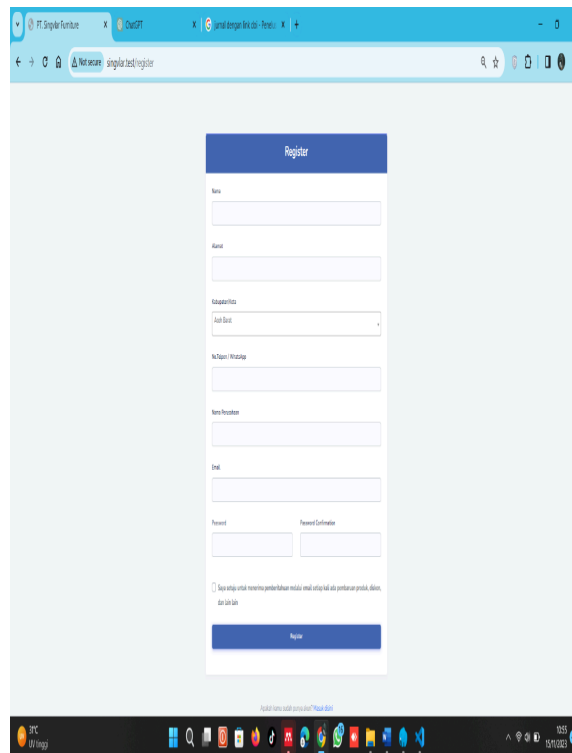 PT. Singvlar Furniture
ChatGPT
jurnal dengan link doi - Penelu
Not secure singvlar.test/register
Register
Nama
Alamat
Kabupaten/Kota
Aceh Barat
No.Telpon / WhatsApp
Nama Perusahaan
Email
Password
Password Confirmation
Saya setuju untuk menerima pemberitahuan melalui email setiap kali ada pembaruan produk, diskon,
dan lain lain
Register
Apakah kamu sudah punya akun? Masuk disini
31°C
UV tinggi
10:55
15/11/2023